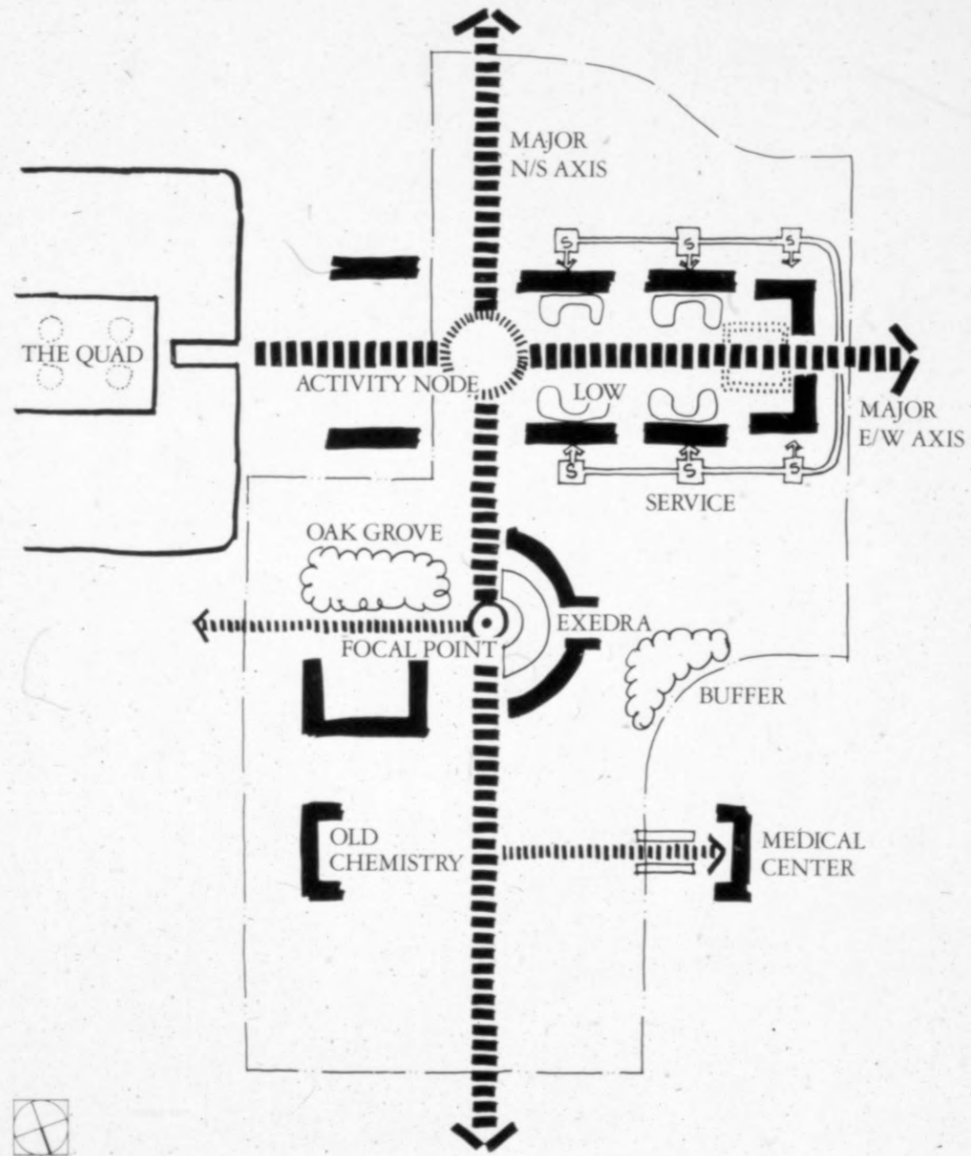 MAJOR
N/S AXIS
S
S
S
THE QUAD
ACTIVITY NODE
LOW
MAJOR
E/W AXIS
S
S
S
SERVICE
OAK GROVE
EXEDRA
FOCAL POINT
BUFFER
OLD
CHEMISTRY
MEDICAL
CENTER